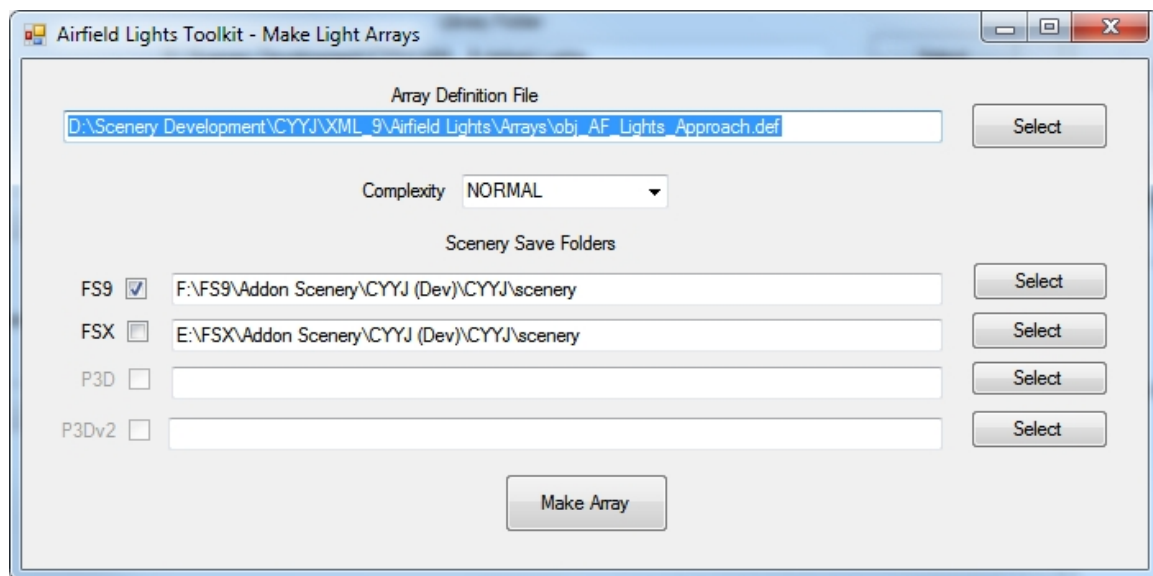 Airfield Lights Toolkit - Make Light Arrays
Array Definition File
D:\Scenery Development\CYYJ\XML_9\Airfield Lights\Arrays\obj_AF_Lights_Approach.def
Select
Complexity NORMAL
Scenery Save Folders
FS9 F:\FS9\Addon Scenery\CYYJ (Dev)\CYYJ\scenery Select
FSX E:\FSX\Addon Scenery\CYYJ (Dev)\CYYJ\scenery Select
P3D Select
P3Dv2 Select
Make Array